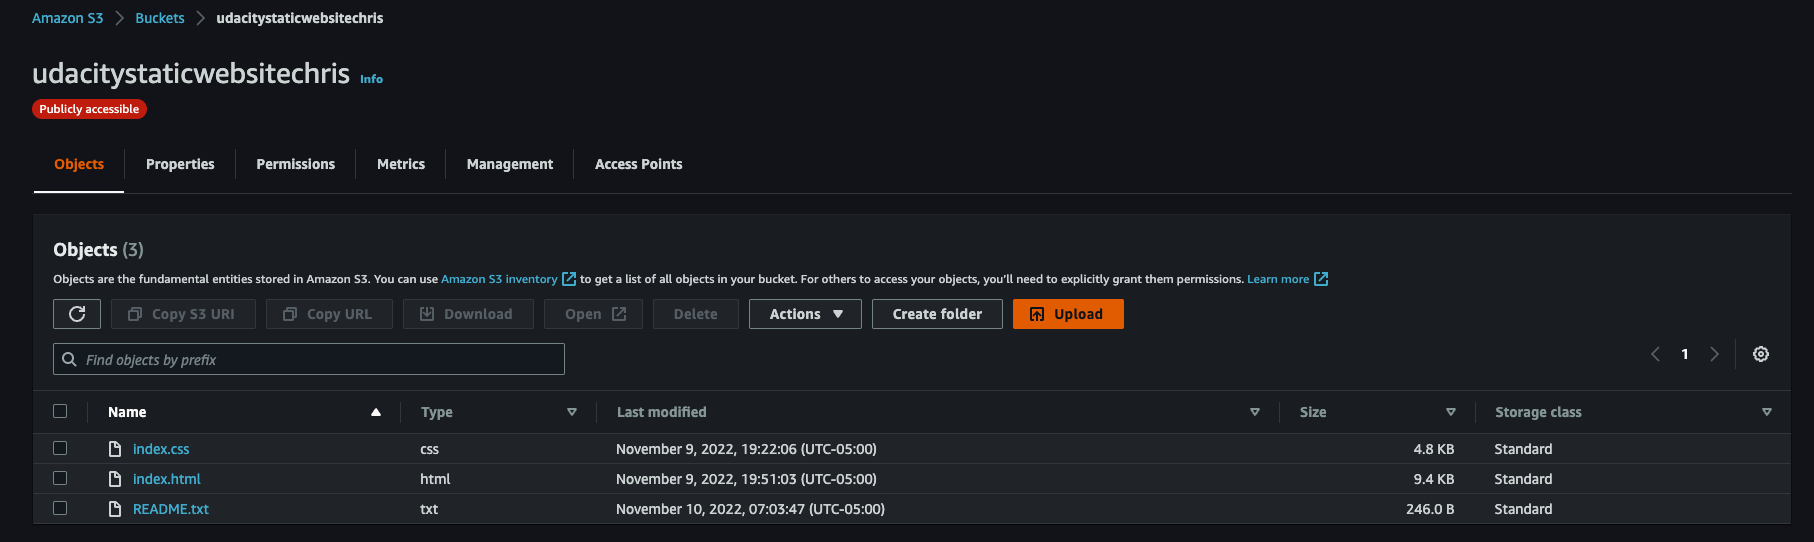 Amazon S3 > Buckets > udacitystaticwebsitechris
udacitystaticwebsitechris Info
Publicly accessible
Objects Properties Permissions Metrics Management Access Points
Objects (3)
Objects are the fundamental entities stored in Amazon S3. You can use Amazon S3 inventory to get a list of all objects in your bucket. For others to access your objects, you'll need to explicitly grant them permissions. Learn more
Copy S3 URI Copy URL Download Open Delete Actions Create folder Upload
Find objects by prefix
1
Name Type Last modified Size Storage class
index.css css November 9, 2022, 19:22:06 (UTC-05:00) 4.8 KB Standard
index.html html November 9, 2022, 19:51:03 (UTC-05:00) 9.4 KB Standard
README.txt txt November 10, 2022, 07:03:47 (UTC-05:00) 246.0 B Standard